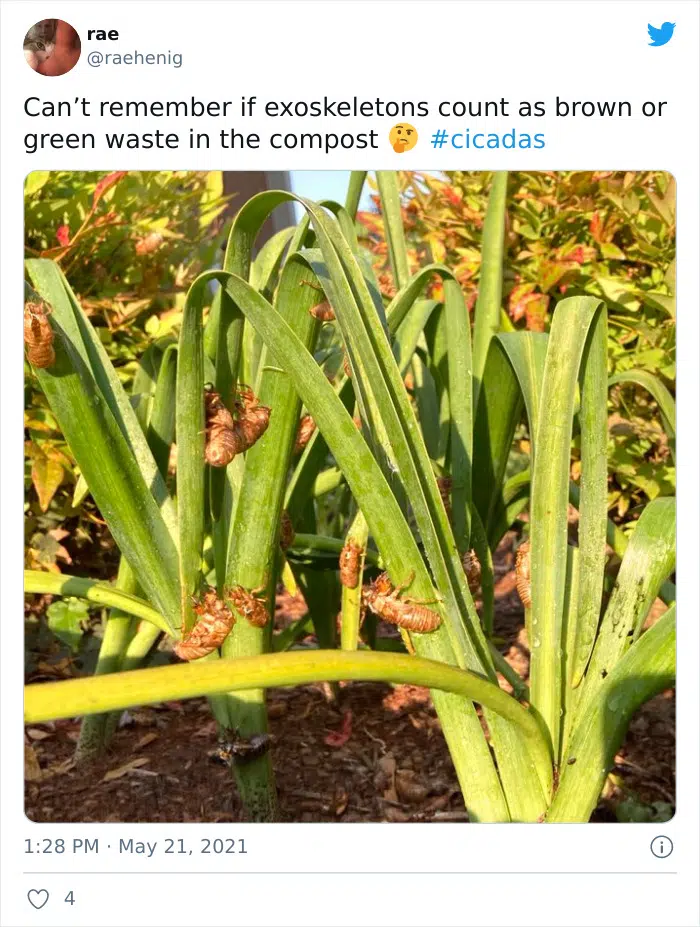 rae
@raehenig
Can’t remember if exoskeletons count as brown or
green waste in the compost 🤔 #cicadas
1:28 PM · May 21, 2021
4